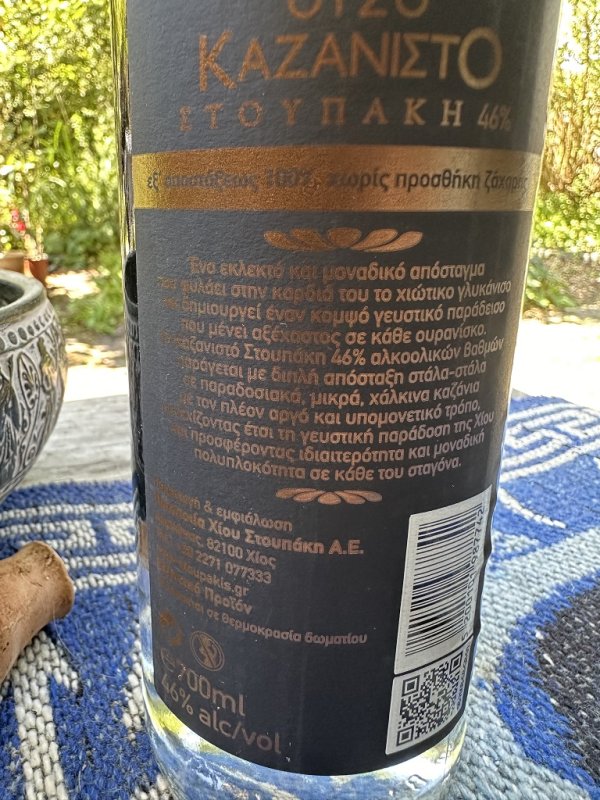 ΟΥΖΟ
ΚΑΖΑΝΙΣΤΟ
ΣΤΟΥΠΑΚΗ 46%
εξ' αποστάξεως 100%, χωρίς προσθήκη ζάχαρης
Ένα εκλεκτό και μοναδικό απόσταγμα
που φυλάει στην καρδιά του το χιώτικο γλυκάνισο
και δημιουργεί έναν κομψό γευστικό παράδεισο
που μένει αξέχαστος σε κάθε ουρανίσκο.
Καζανιστό Στουπάκη 46% αλκοολικών βαθμών
παράγεται με διπλή απόσταξη στάλα-στάλα
σε παραδοσιακά, μικρά, χάλκινα καζάνια
με τον πλέον αργό και υπομονετικό τρόπο,
συνεχίζοντας έτσι τη γευστική παράδοση της Χίου
και προσφέροντας ιδιαιτερότητα και μοναδική
πολυπλοκότητα σε κάθε του σταγόνα.
& εμφιάλωση
Χίου Στουπάκη Α.Ε.
82100 Χίος
2271 077333
Προϊόν
σε θερμοκρασία δωματίου
700ml
46% alc/vol